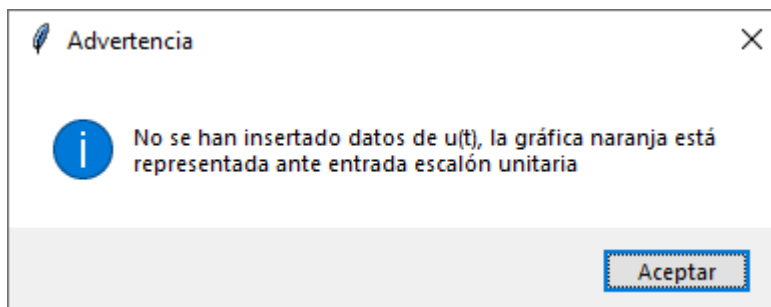 Advertencia
No se han insertado datos de u(t), la gráfica naranja está
representada ante entrada escalón unitaria
Aceptar